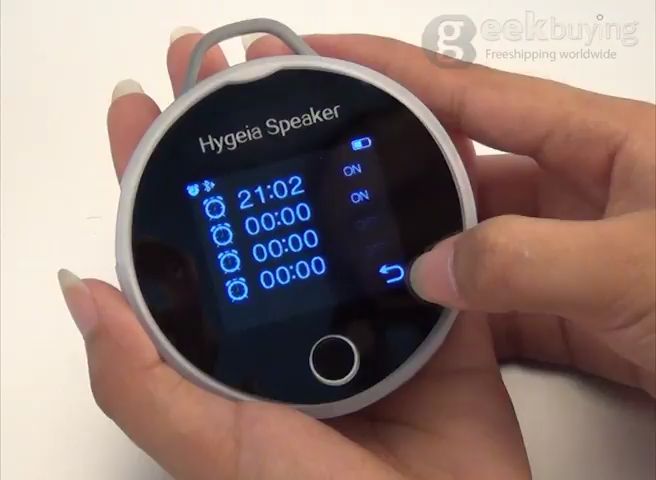 geekbuying
Freeshipping worldwide
Hygeia Speaker
21:02 ON
00:00 ON
00:00
00:00